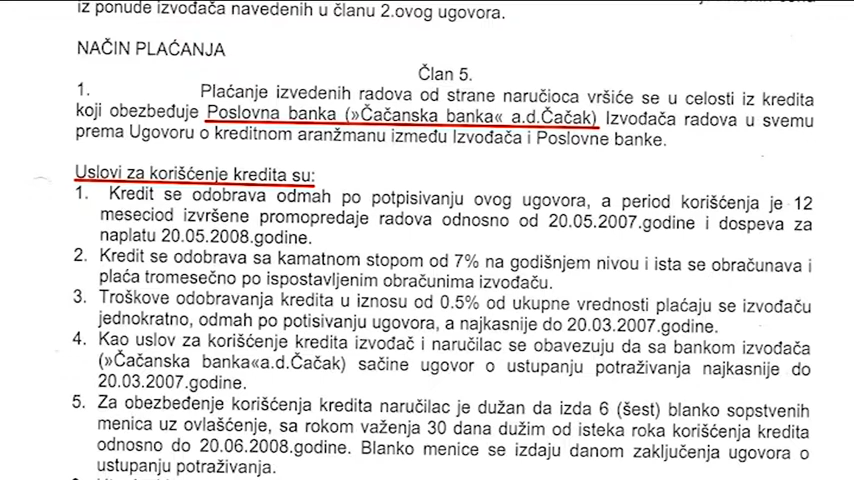 iz ponude izvođača navedenih u članu 2.ovog ugovora.
NAČIN PLAĆANJA
Član 5.
1. Plaćanje izvedenih radova od strane naručioca vršiće se u celosti iz kredita
koji obezbeđuje Poslovna banka (»Čačanska banka« a.d.Čačak) Izvođača radova u svemu
prema Ugovoru o kreditnom aranžmanu između Izvođača i Poslovne banke.
Uslovi za korišćenje kredita su:
1. Kredit se odobrava odmah po potpisivanju ovog ugovora, a period korišćenja je 12
meseciod izvršene promopredaje radova odnosno od 20.05.2007.godine i dospeva za
naplatu 20.05.2008.godine.
2. Kredit se odobrava sa kamatnom stopom od 7% na godišnjem nivou i ista se obračunava i
plaća tromesečno po ispostavljenim obračunima izvođaču.
3. Troškove odobravanja kredita u iznosu od 0.5% od ukupne vrednosti plaćaju se izvođaču
jednokratno, odmah po potisivanju ugovora, a najkasnije do 20.03.2007.godine.
4. Kao uslov za korišćenje kredita izvođač i naručilac se obavezuju da sa bankom izvođača
(»Čačanska banka«a.d.Čačak) sačine ugovor o ustupanju potraživanja najkasnije do
20.03.2007.godine.
5. Za obezbeđenje korišćenja kredita naručilac je dužan da izda 6 (šest) blanko sopstvenih
menica uz ovlašćenje, sa rokom važenja 30 dana dužim od isteka roka korišćenja kredita
odnosno do 20.06.2008.godine. Blanko menice se izdaju danom zaključenja ugovora o
ustupanju potraživanja.